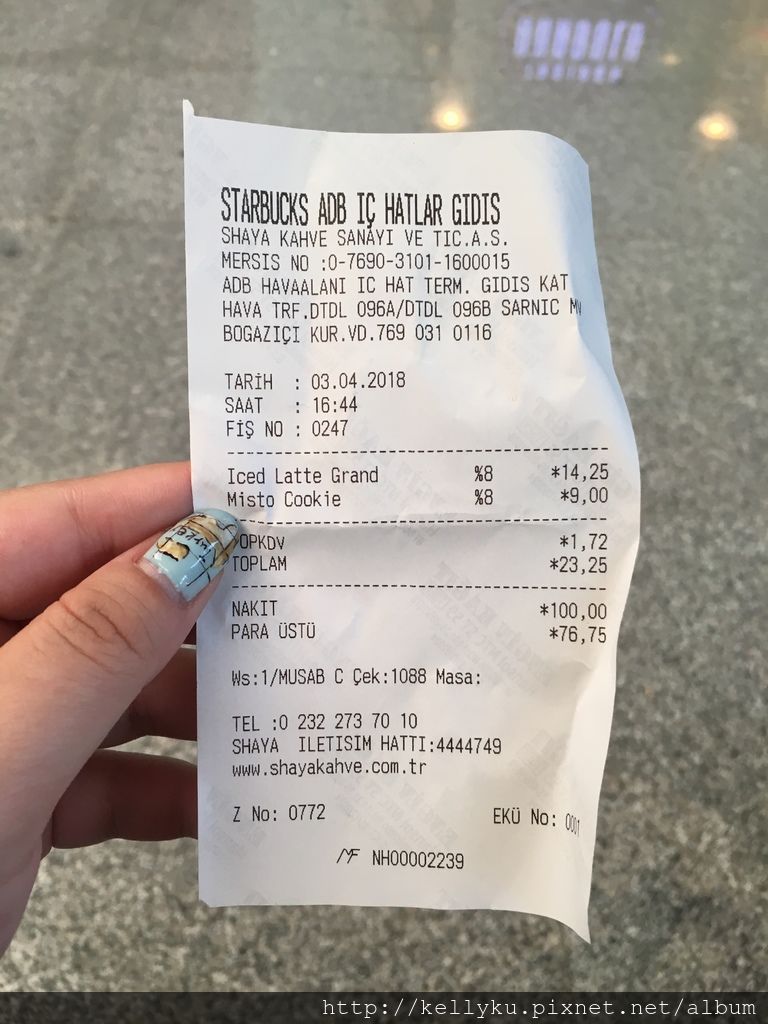 STARBUCKS ADB IÇ HATLAR GIDIS
SHAYA KAHVE SANAYI VE TIC.A.S.
MERSIS NO :0-7690-3101-1600015
ADB HAVAALANI IC HAT TERM. GIDIS KAT
HAVA TRF.DTDL 096A/DTDL 096B SARNIC
BOGAZIÇI KUR.VD.769 031 0116
TARİH : 03.04.2018
SAAT : 16:44
FİŞ NO : 0247
Iced Latte Grand %8 *14,25
Misto Cookie %8 *9,00
OPKDV *1,72
TOPLAM *23,25
NAKIT *100,00
PARA ÜSTÜ *76,75
Ws:1/MUSAB C Çek:1088 Masa:
TEL :0 232 273 70 10
SHAYA ILETISIM HATTI:4444749
www.shayakahve.com.tr
Z No: 0772 EKÜ No: 0001
MF NH00002239
http://kellyku.pixnet.net/album